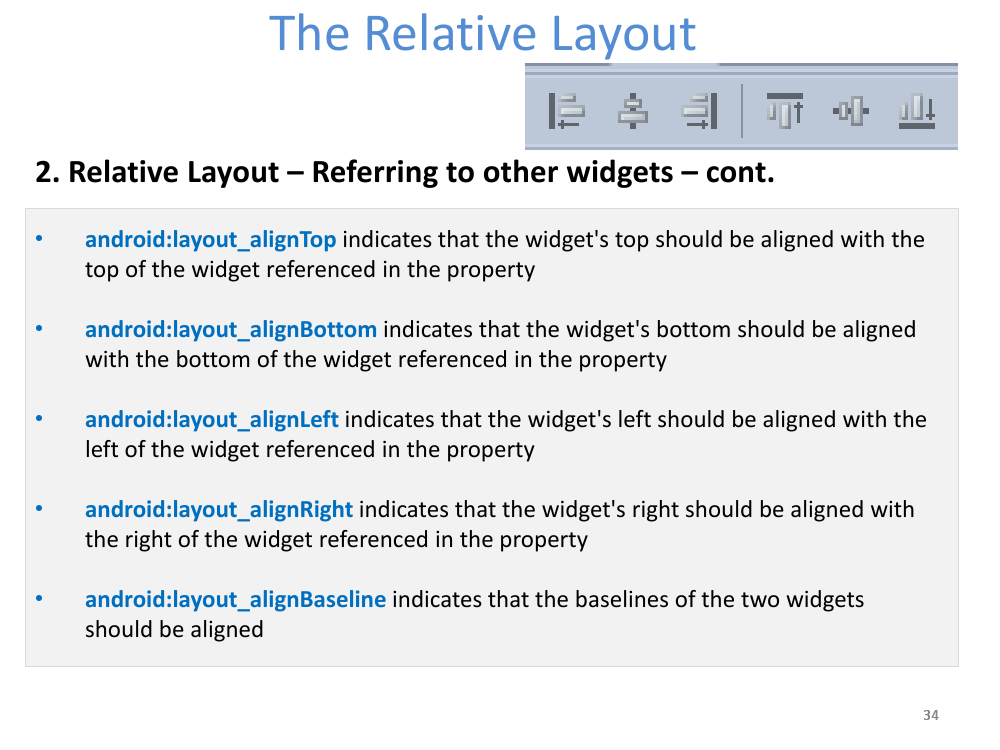 The Relative Layout
2. Relative Layout – Referring to other widgets – cont.
• android:layout_alignTop indicates that the widget's top should be aligned with the
top of the widget referenced in the property
• android:layout_alignBottom indicates that the widget's bottom should be aligned
with the bottom of the widget referenced in the property
• android:layout_alignLeft indicates that the widget's left should be aligned with the
left of the widget referenced in the property
• android:layout_alignRight indicates that the widget's right should be aligned with
the right of the widget referenced in the property
• android:layout_alignBaseline indicates that the baselines of the two widgets
should be aligned
34